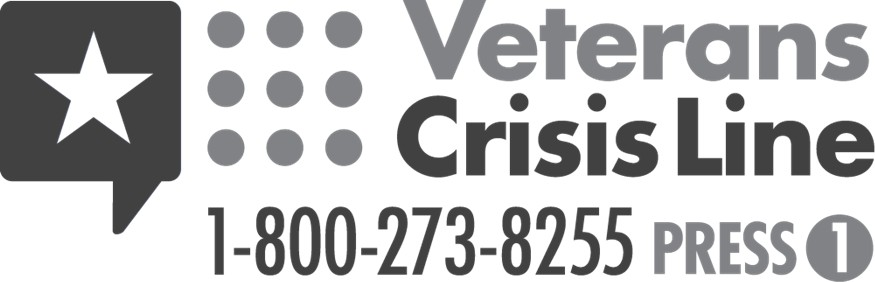 Veterans
Crisis Line
1-800-273-8255 PRESS 1